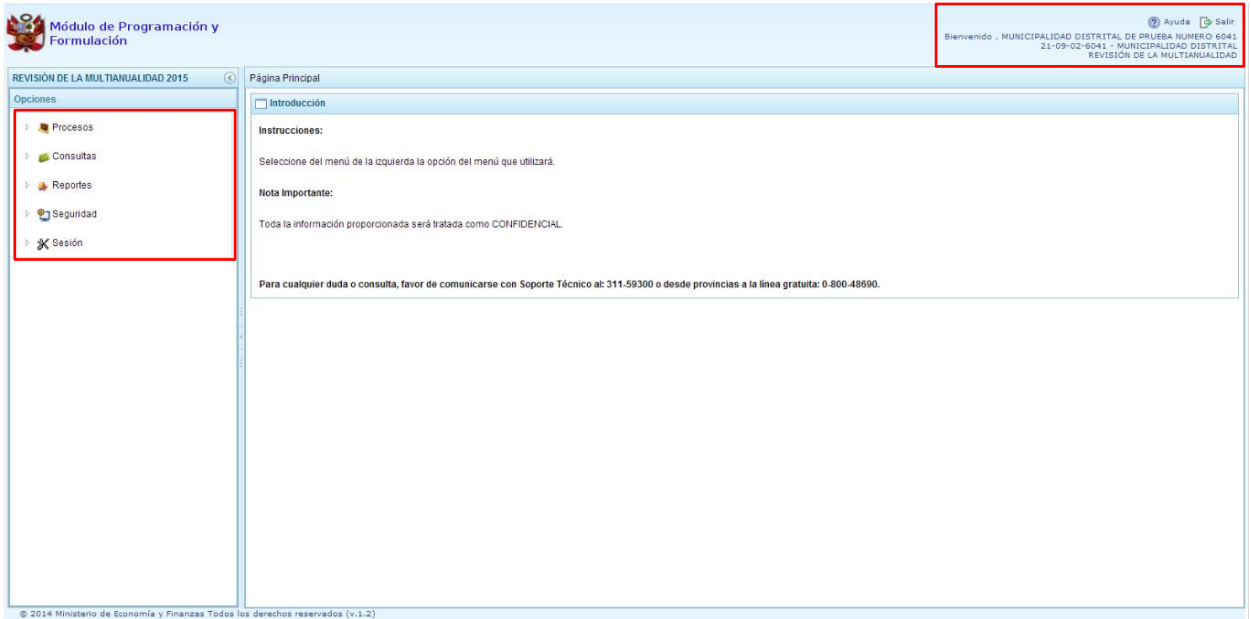 Módulo de Programación y
Formulación
Ayuda Salir
Bienvenido , MUNICIPALIDAD DISTRITAL DE PRUEBA NUMERO 6041
21-09-02-6041 - MUNICIPALIDAD DISTRITAL
REVISIÓN DE LA MULTIANUALIDAD
REVISIÓN DE LA MULTIANUALIDAD 2015
Página Principal
Opciones
Procesos
Consultas
Reportes
Seguridad
Sesión
Introducción
Instrucciones:
Seleccione del menú de la izquierda la opción del menú que utilizará.
Nota Importante:
Toda la información proporcionada será tratada como CONFIDENCIAL.
Para cualquier duda o consulta, favor de comunicarse con Soporte Técnico al: 311-59300 o desde provincias a la línea gratuita: 0-800-48690.
© 2014 Ministerio de Economía y Finanzas Todos los derechos reservados (v.1.2)